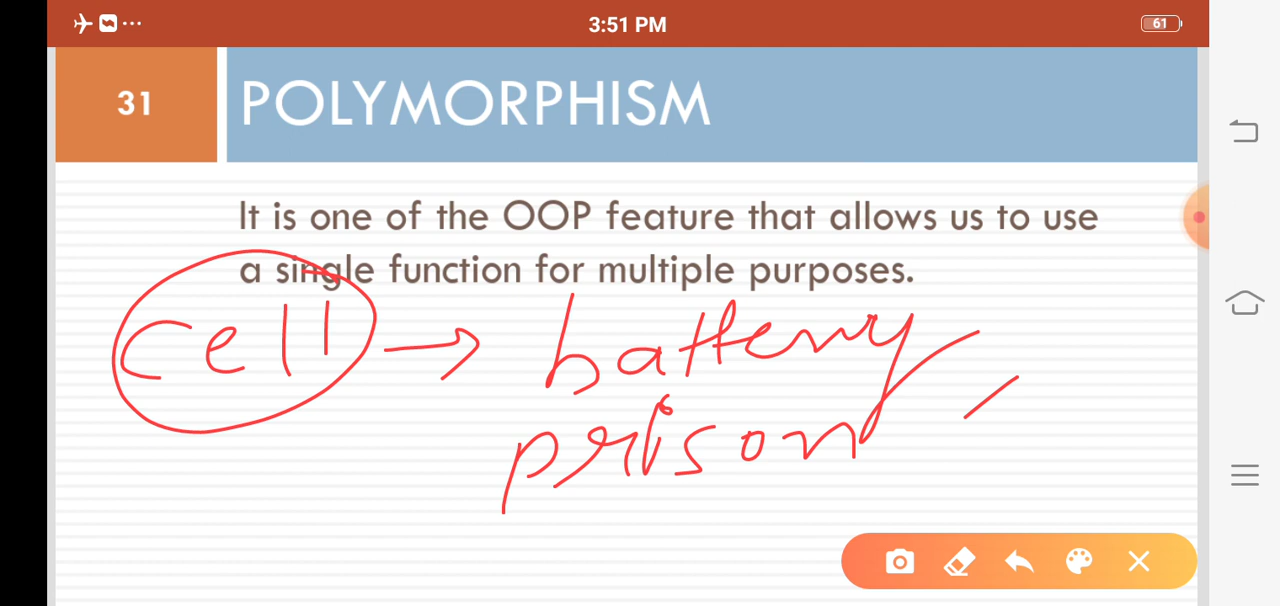 3:51 PM
61
31
POLYMORPHISM
It is one of the OOP feature that allows us to use
a single function for multiple purposes.
cell → battery
prison